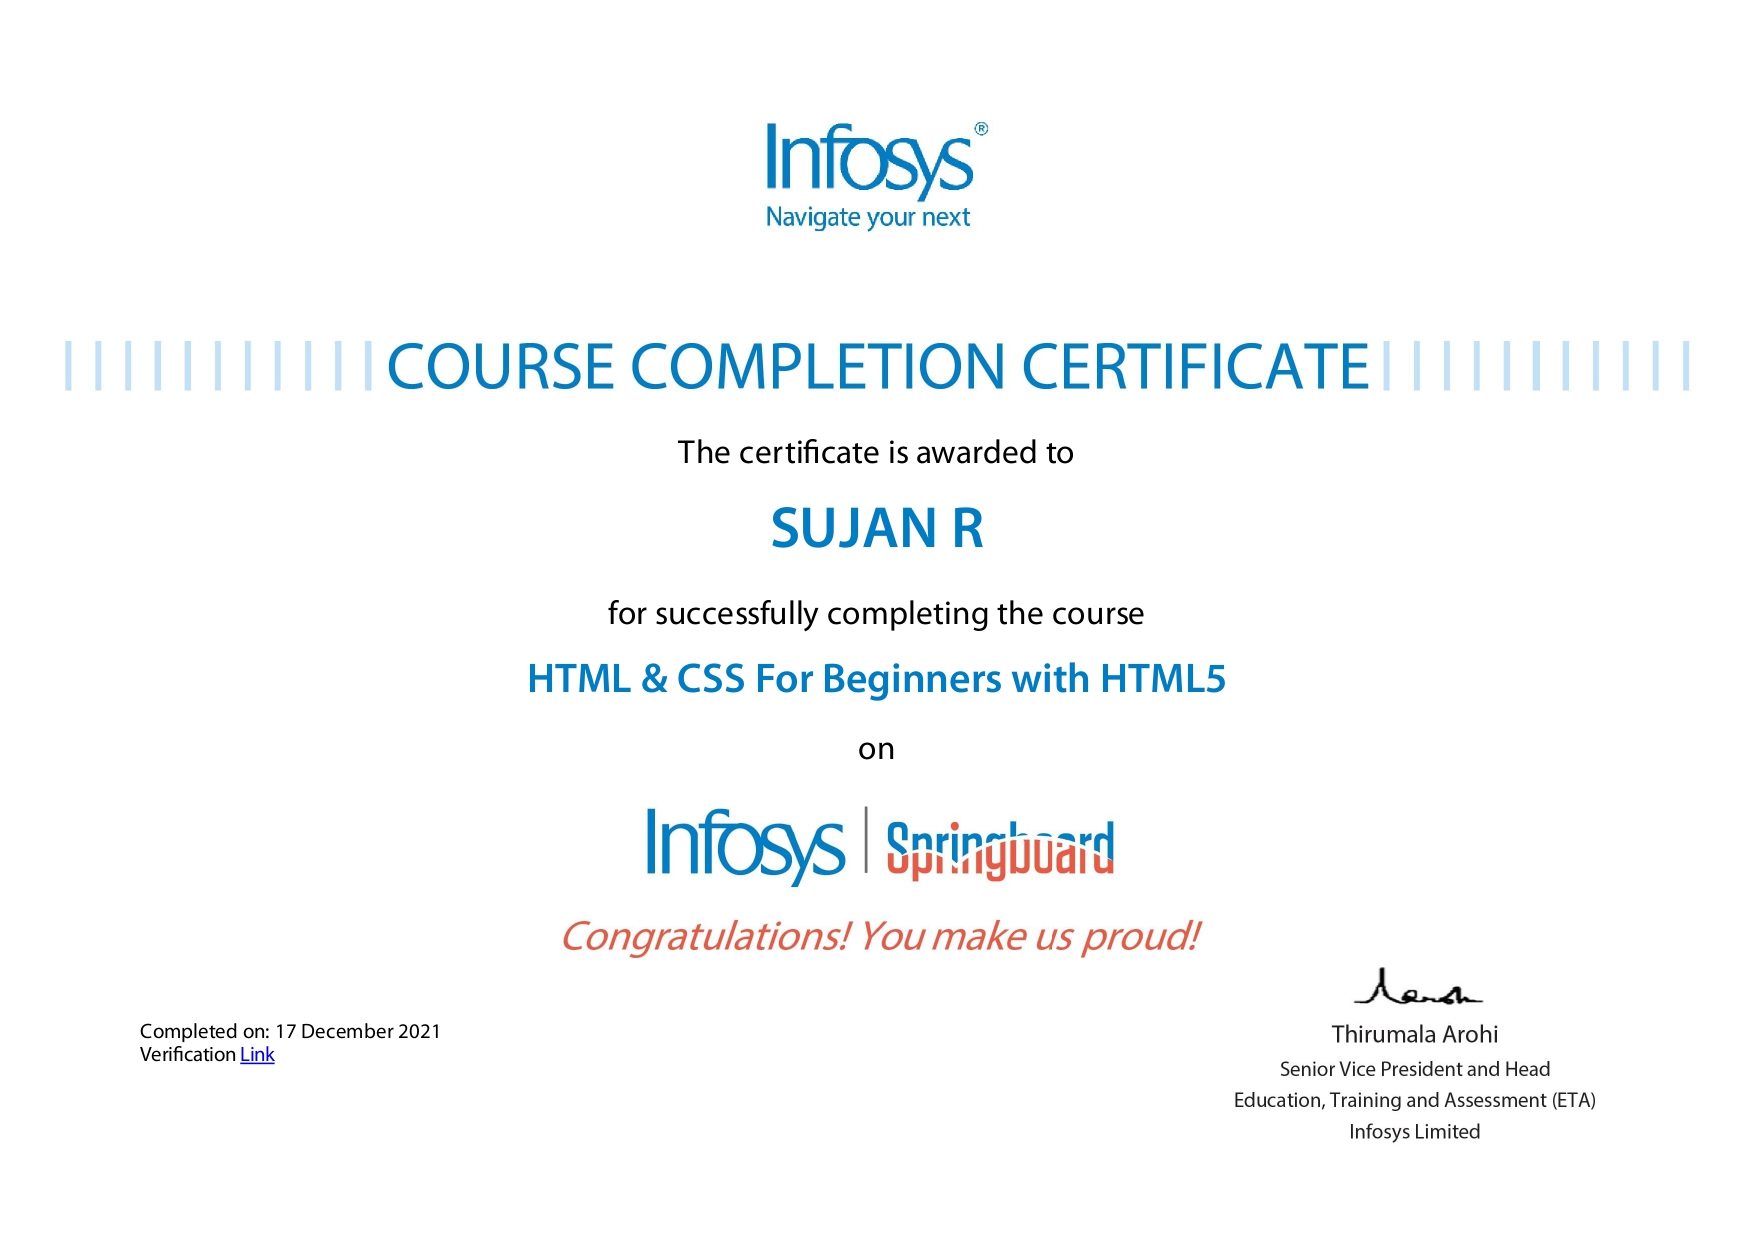 Infosys®
Navigate your next
COURSE COMPLETION CERTIFICATE
The certificate is awarded to
SUJAN R
for successfully completing the course
HTML & CSS For Beginners with HTML5
on
Infosys | Springboard
Congratulations! You make us proud!
Completed on: 17 December 2021
Verification Link
Thirumala Arohi
Senior Vice President and Head
Education, Training and Assessment (ETA)
Infosys Limited